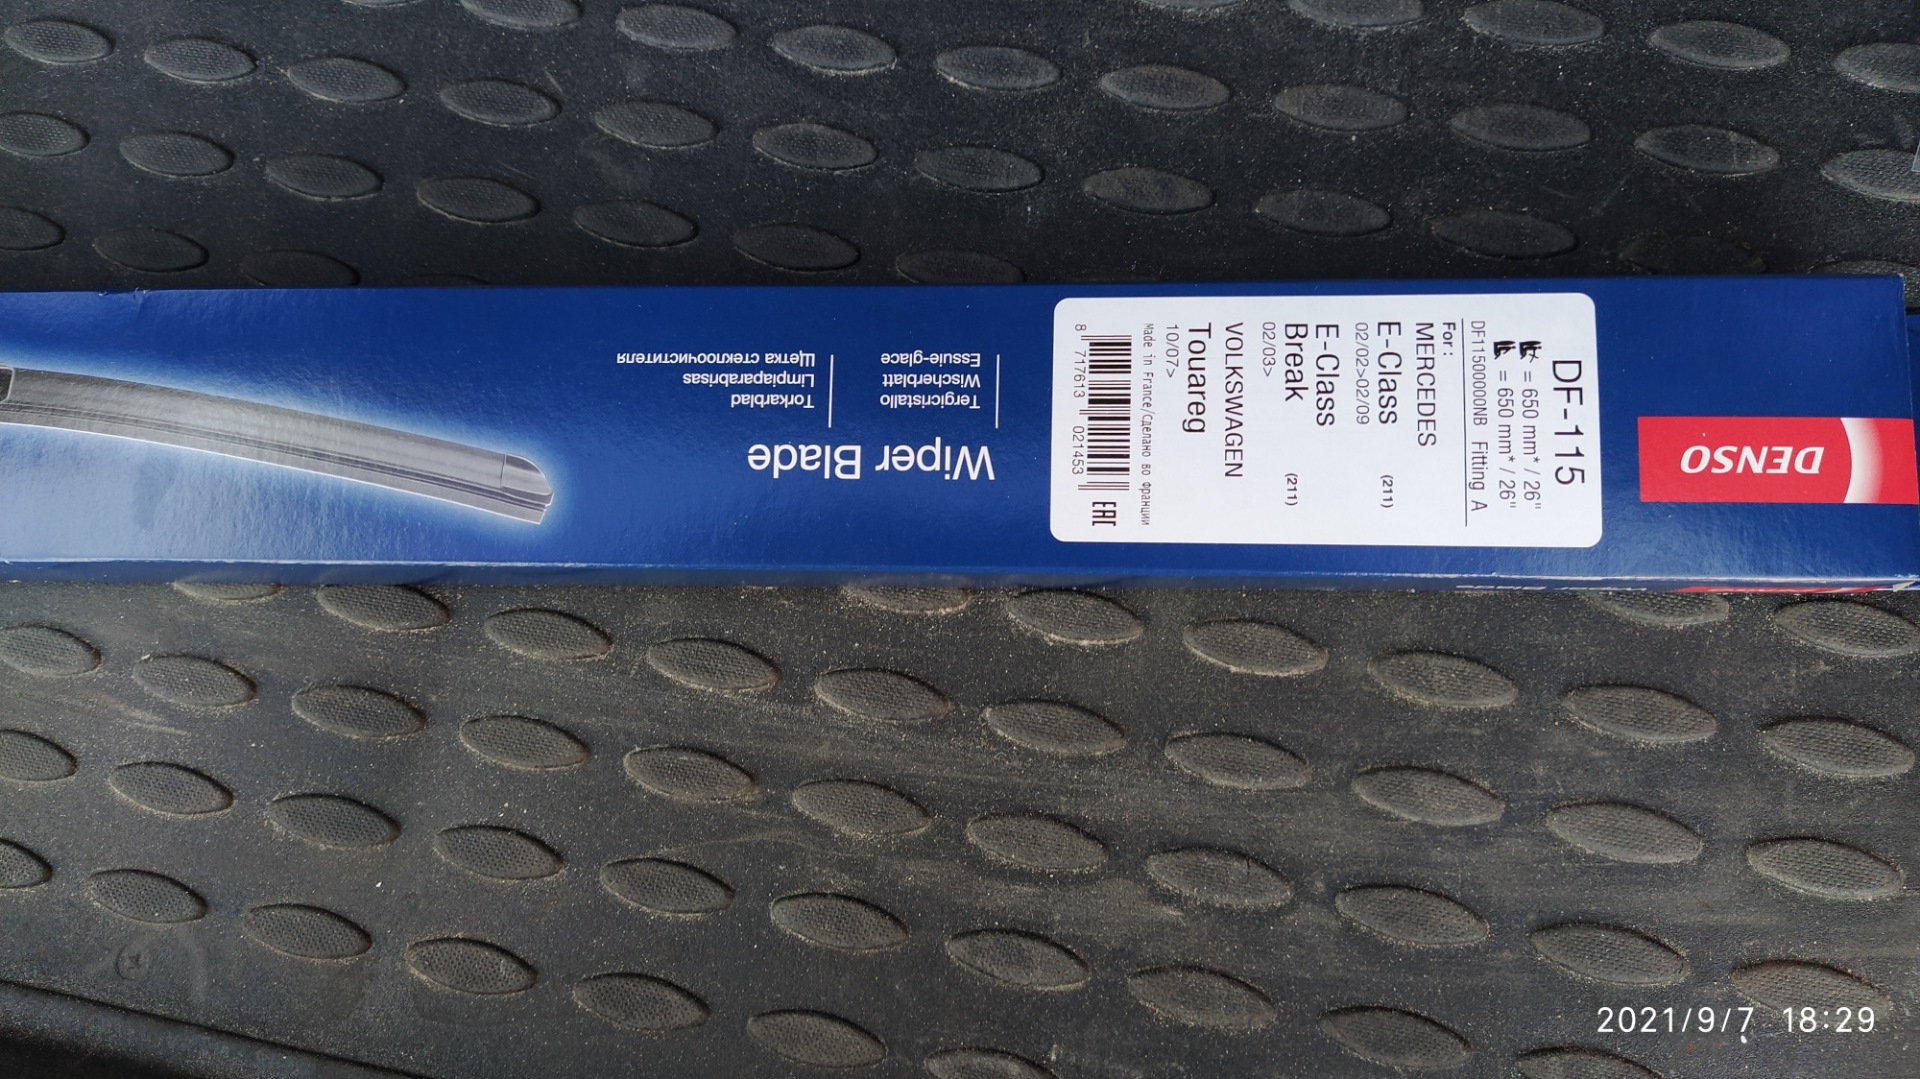 DENSO
DF-115
= 650 mm* / 26"
= 650 mm* / 26"
DF11500000NB Fitting A
For:
MERCEDES
E-Class (211)
02/02>02/09
E-Class
Break (211)
02/03>
VOLKSWAGEN
Touareg
10/07>
Made in France/сделано во франции
8 717613 021453
EAC
Wiper Blade
Tergicristallo
Wischerblatt
Essuie-glace
Torkarblad
Limpiaparabrisas
Щетка стеклоочистителя
2021/9/7 18:29